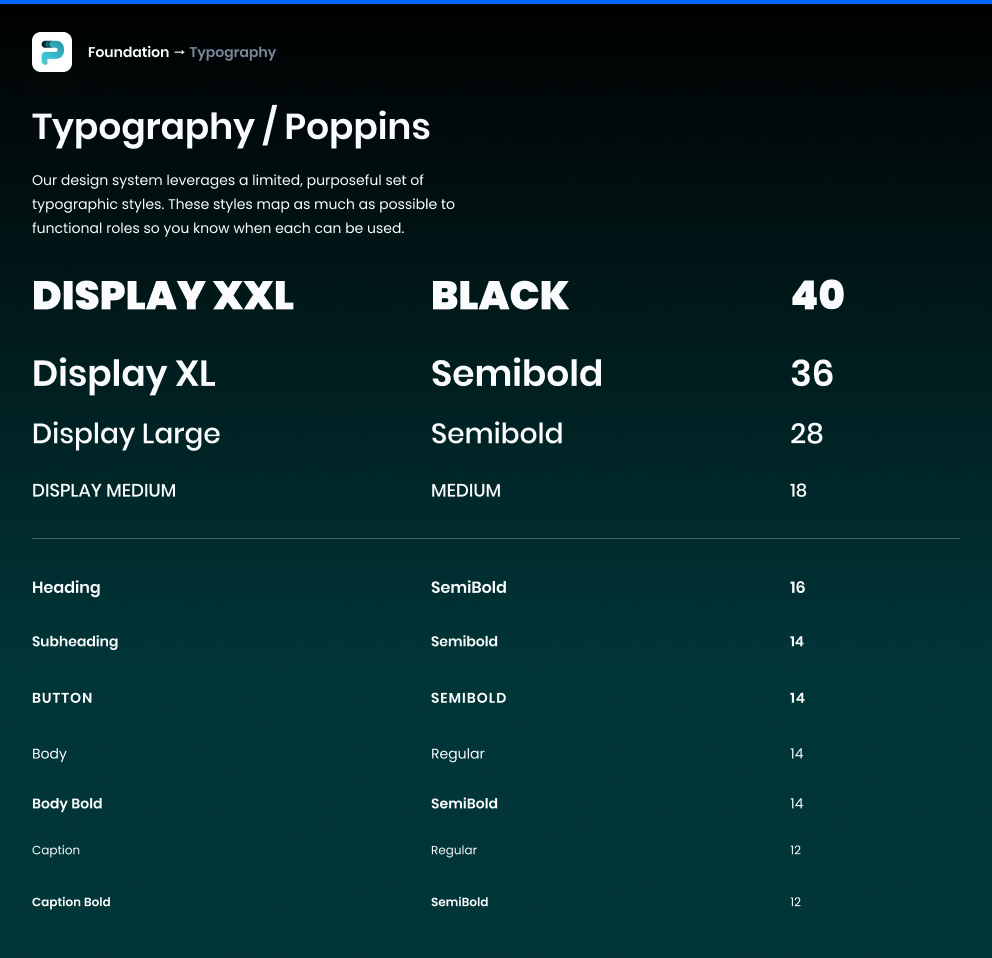 Foundation → Typography
Typography / Poppins
Our design system leverages a limited, purposeful set of
typographic styles. These styles map as much as possible to
functional roles so you know when each can be used.
DISPLAY XXL BLACK 40
Display XL Semibold 36
Display Large Semibold 28
DISPLAY MEDIUM MEDIUM 18
Heading SemiBold 16
Subheading Semibold 14
BUTTON SEMIBOLD 14
Body Regular 14
Body Bold SemiBold 14
Caption Regular 12
Caption Bold SemiBold 12